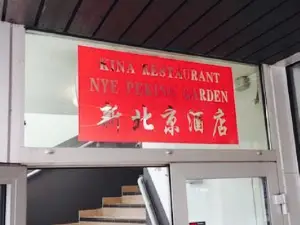 KINA RESTAURANT
NYE PEKING GARDEN
新北京酒店